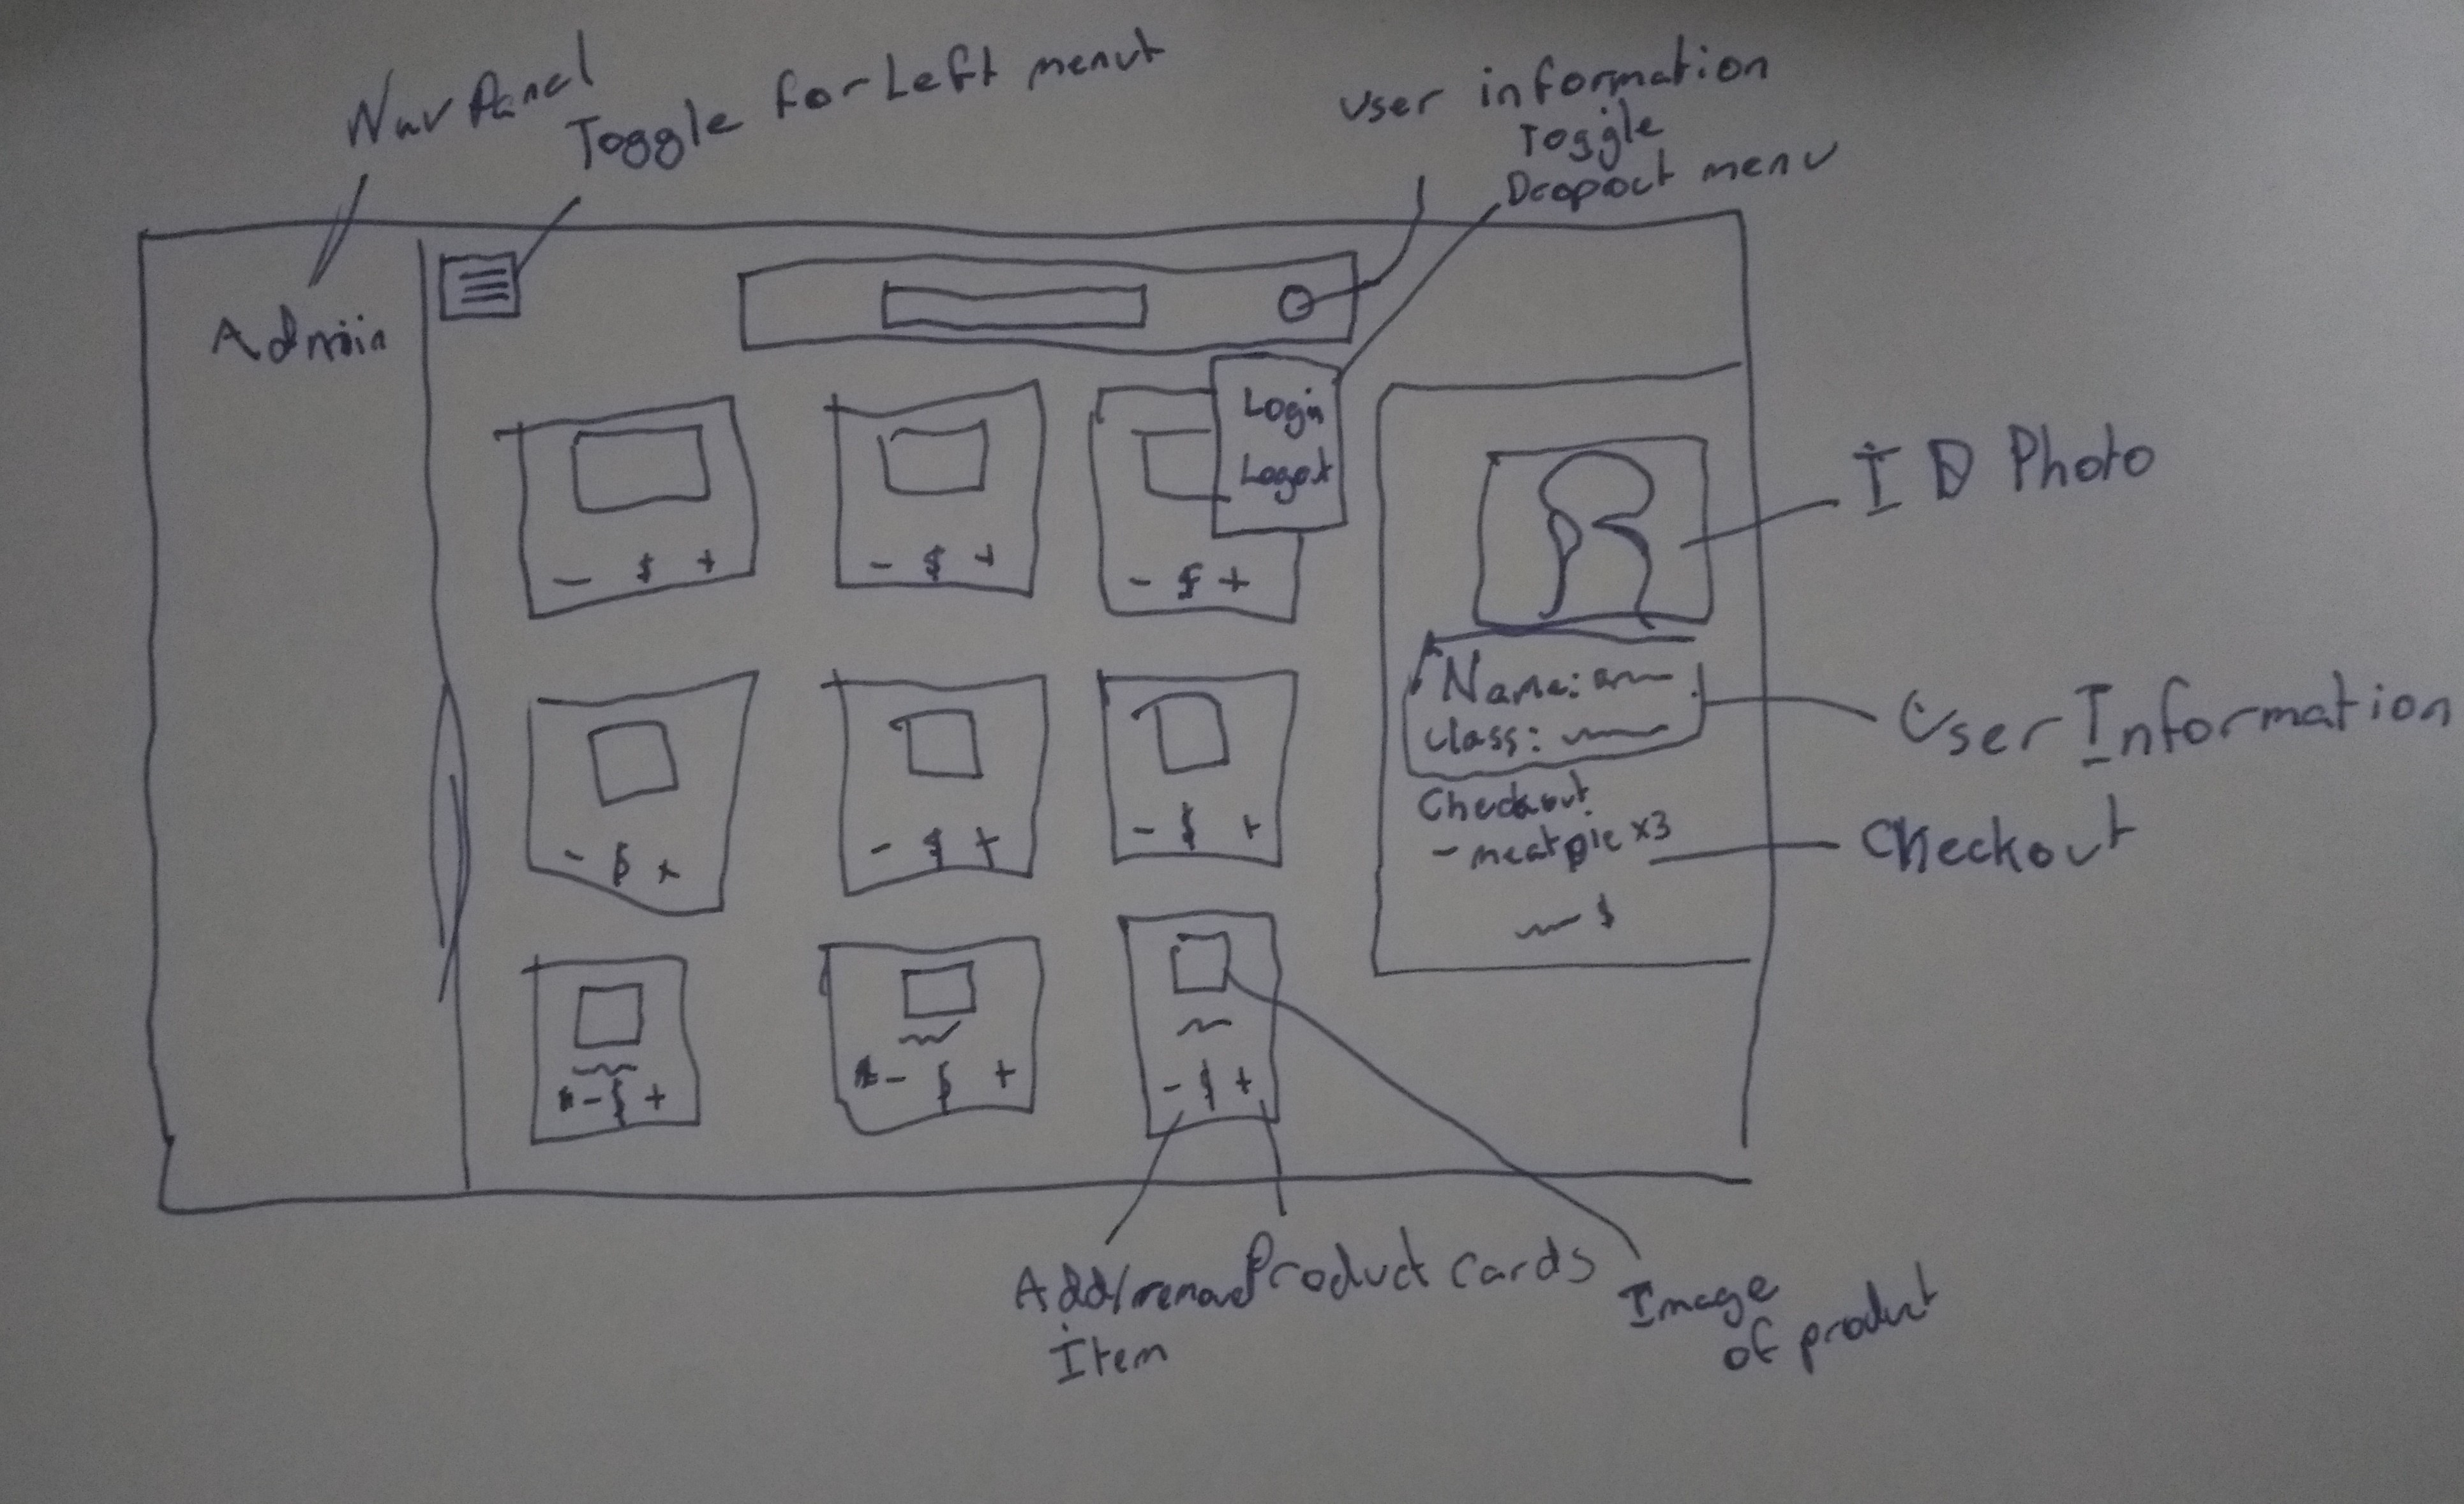 Nav Panel
Toggle for Left menut
User information
Toggle
Dropout menu
Admin
Login
Logout
- $ +
- $ +
- $ +
ID Photo
Name:
Class:
User Information
Checkout
- meatpie x3
$
Checkout
- $ +
- $ +
- $ +
- $ +
- $ +
- $ +
Add/remove
Item
Product cards
Image
of product